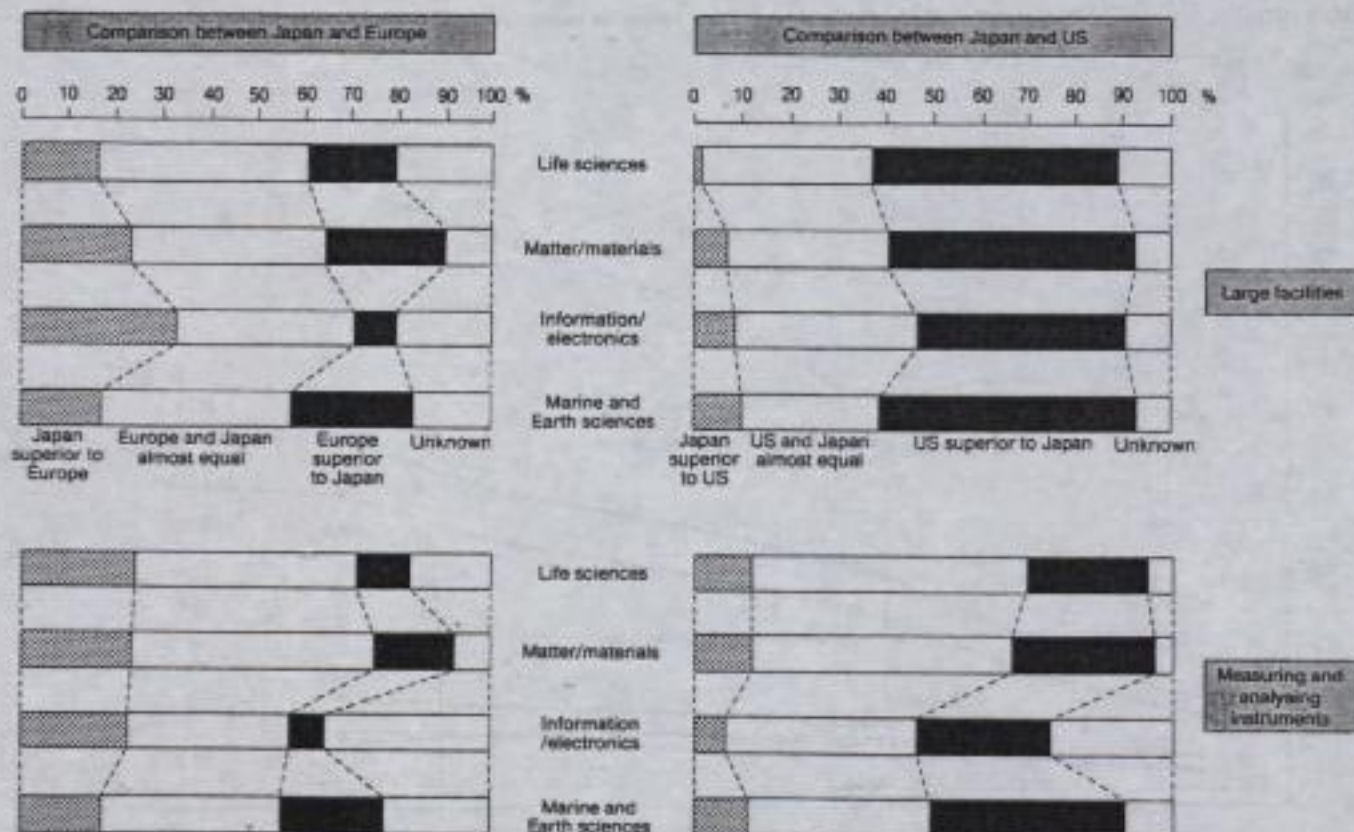 Comparison between Japan and Europe
Comparison between Japan and US
0 10 20 30 40 50 60 70 80 90 100 %
0 10 20 30 40 50 60 70 80 90 100 %
Life sciences
Matter/materials
Large facilities
Information/
electronics
Marine and
Earth sciences
Japan
superior to
Europe
Europe and Japan
almost equal
Europe
superior
to Japan
Unknown
Japan
superior
to US
US and Japan
almost equal
US superior to Japan
Unknown
Life sciences
Matter/materials
Measuring and
analysing
instruments
Information
/electronics
Marine and
Earth sciences